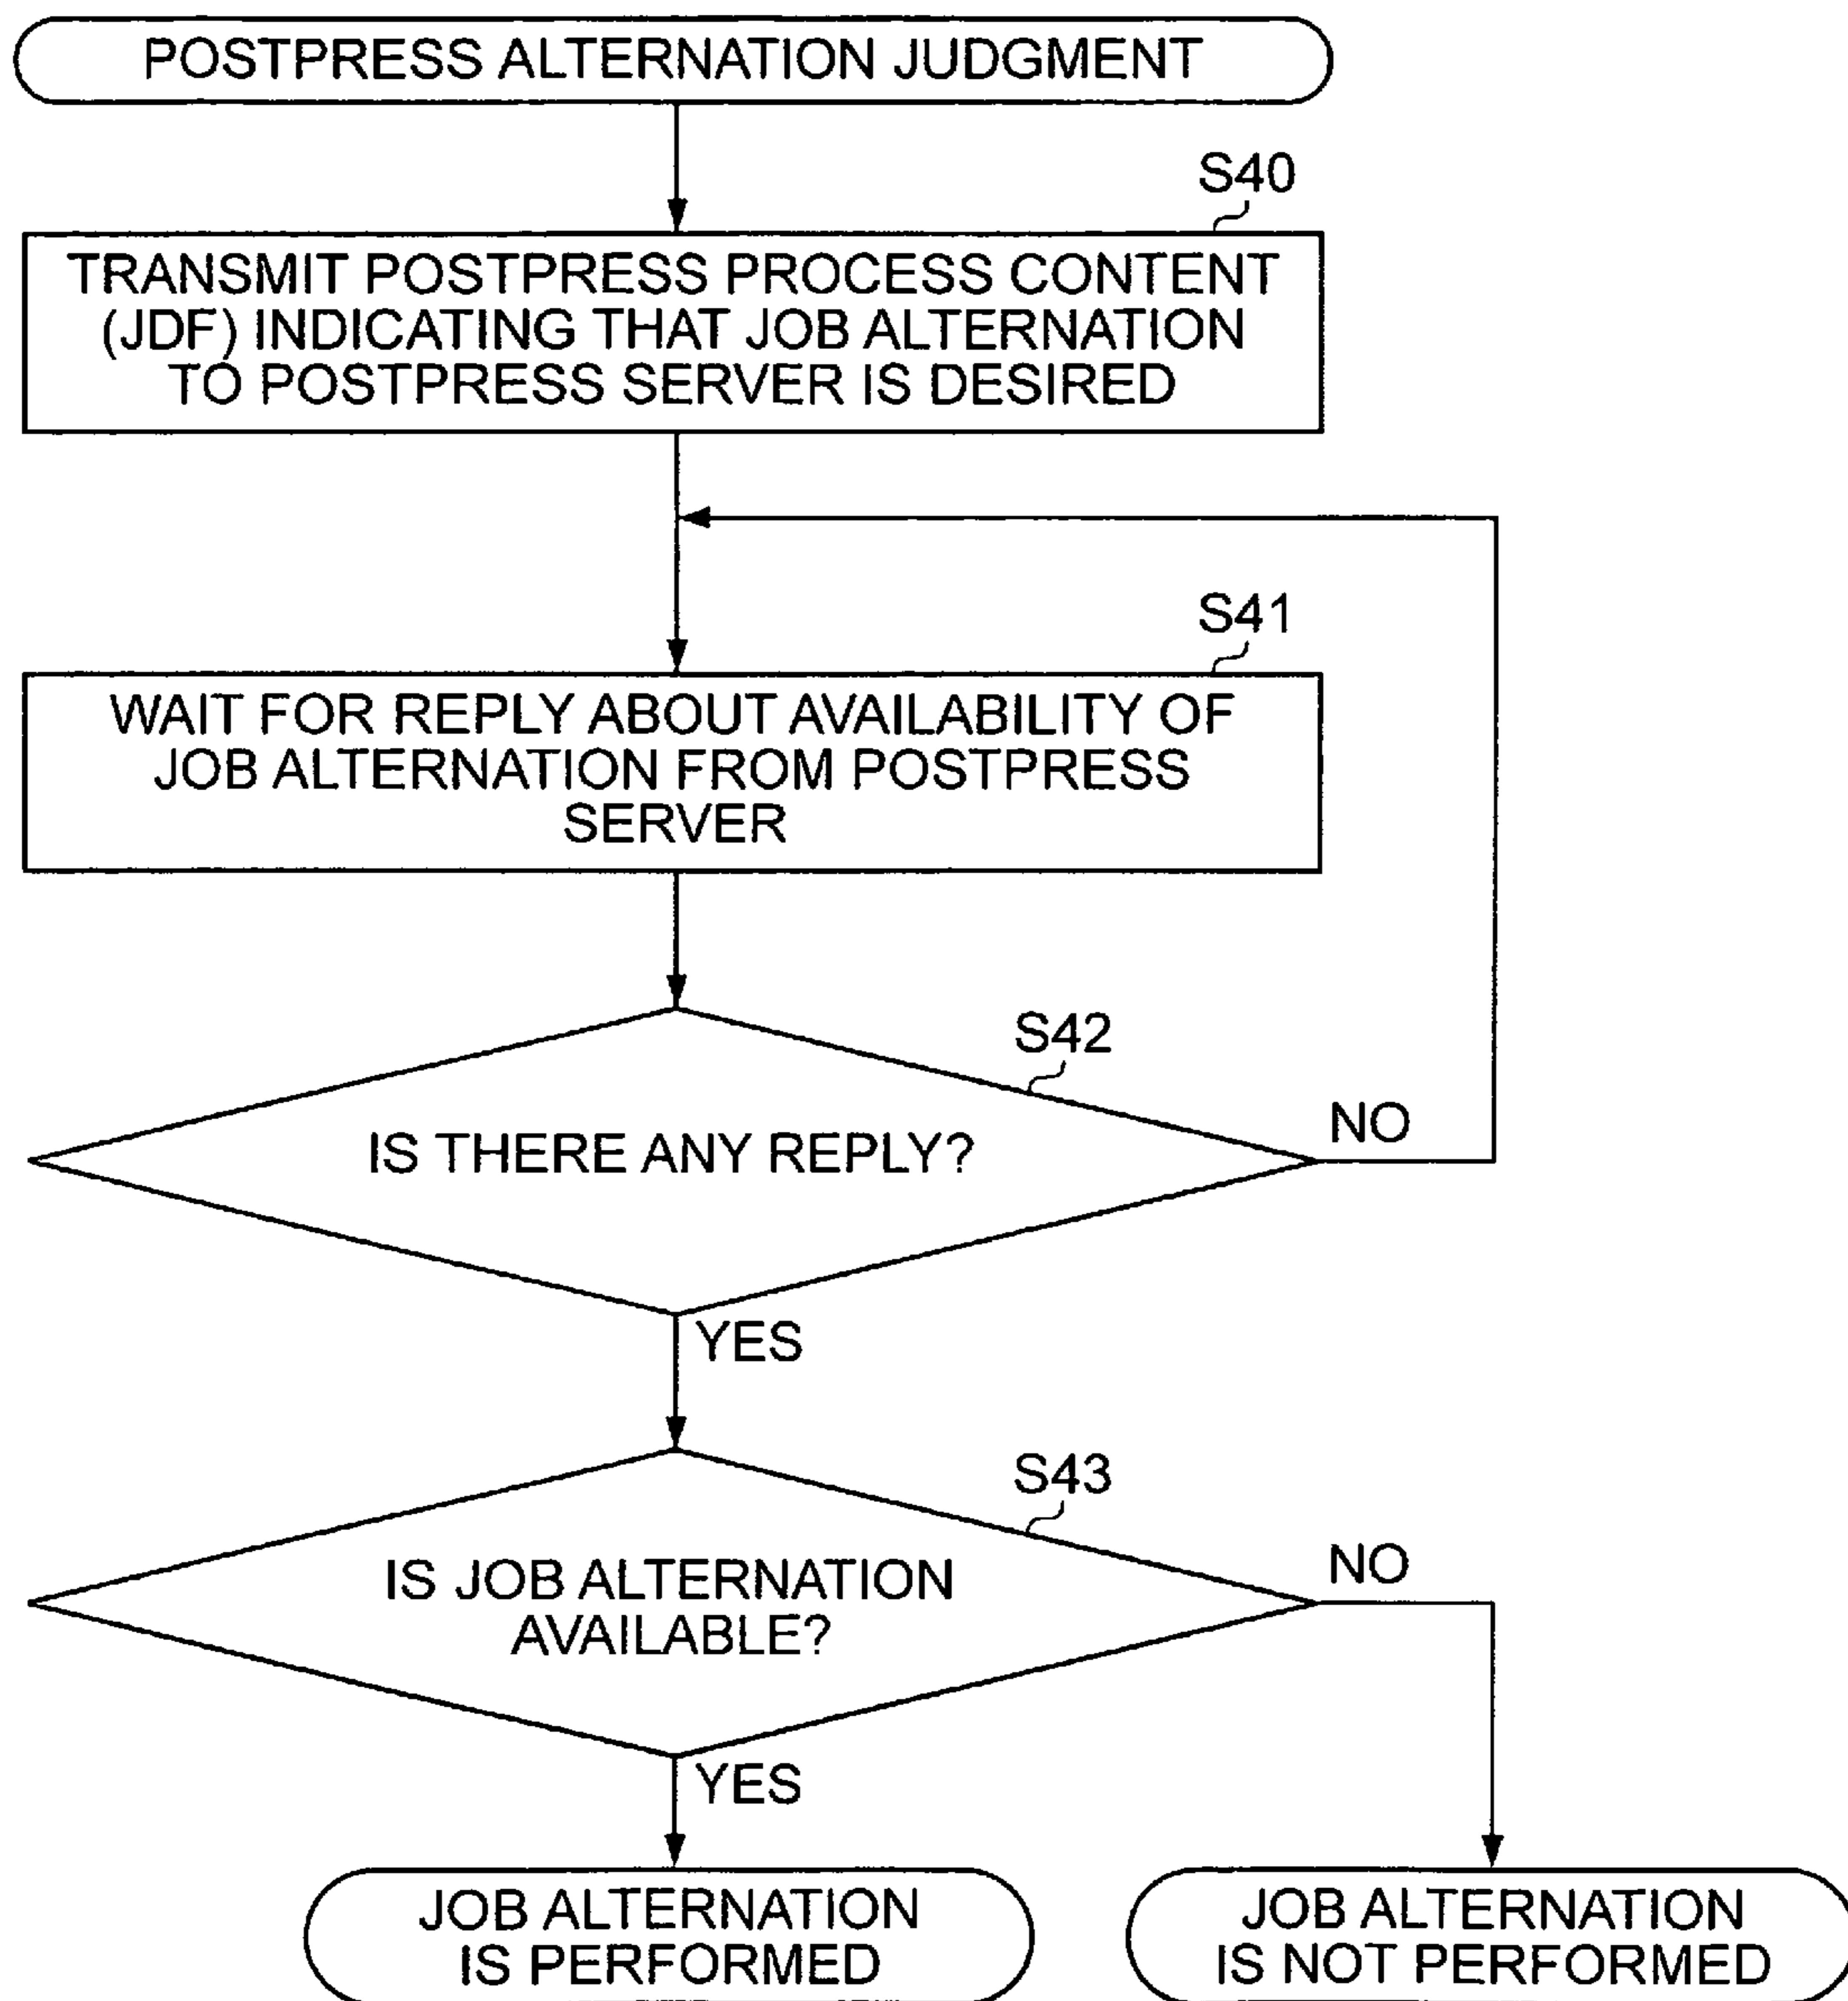 POSTPRESS ALTERNATION JUDGMENT
S40
TRANSMIT POSTPRESS PROCESS CONTENT
(JDF) INDICATING THAT JOB ALTERNATION
TO POSTPRESS SERVER IS DESIRED
S41
WAIT FOR REPLY ABOUT AVAILABILITY OF
JOB ALTERNATION FROM POSTPRESS
SERVER
S42
IS THERE ANY REPLY?
NO
YES
S43
IS JOB ALTERNATION
AVAILABLE?
NO
YES
JOB ALTERNATION
IS PERFORMED
JOB ALTERNATION
IS NOT PERFORMED